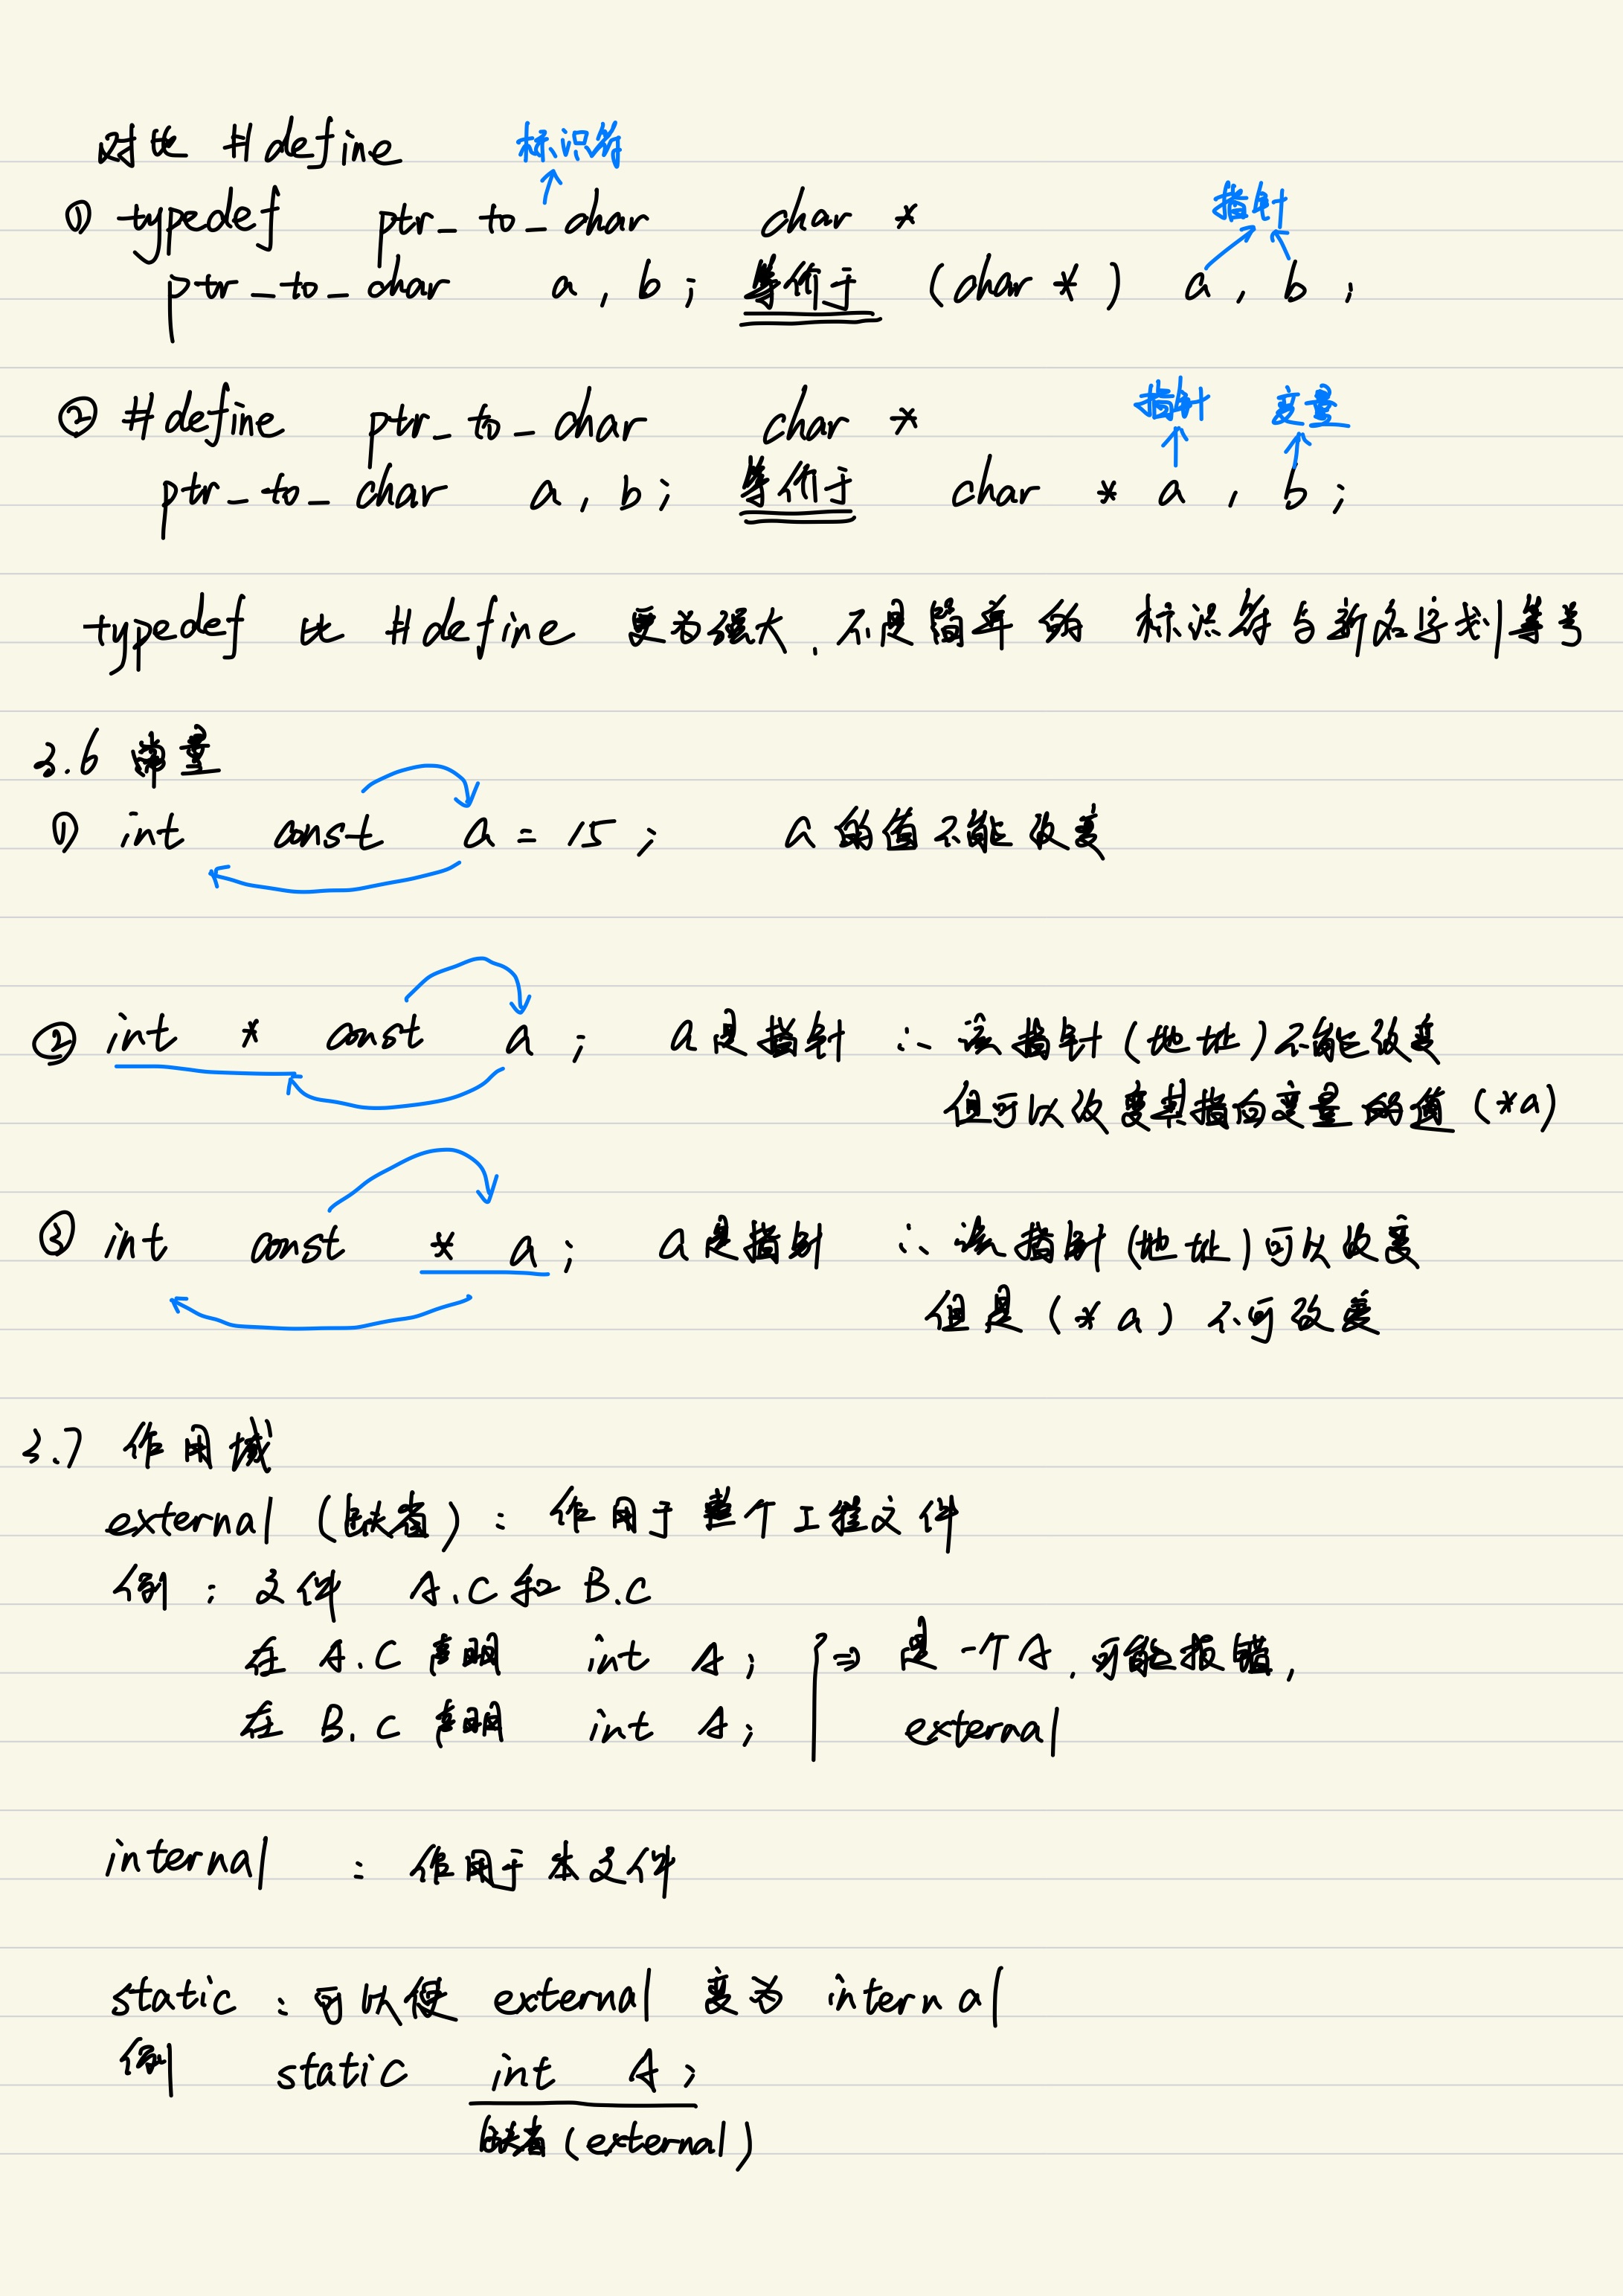 对比 #define 标识符
① typedef ptr_to_char char * 指针
ptr_to_char a, b; 等价于 (char *) a, b;
② #define ptr_to_char char * 指针 变量
ptr_to_char a, b; 等价于 char * a, b;
typedef 比 #define 更为强大, 不是简单的 标识符与新名字划等号
3.6 常量
① int const a = 15; a的值不能改变
② int * const a; a是指针 ∴ 该指针(地址)不能改变
但可以改变其指向变量的值(*a)
③ int const * a; a是指针 ∴ 该指针(地址)可以改变
但是(*a)不可改变
3.7 作用域
external (缺省): 作用于整个工程文件
例: 文件 A.C和B.C
在 A.C 声明 int A; ⇒ 是一个A, 可能报错,
在 B.C 声明 int A; external
internal : 作用于本文件
static : 可以使 external 变为 internal
例 static int A;
缺省(external)